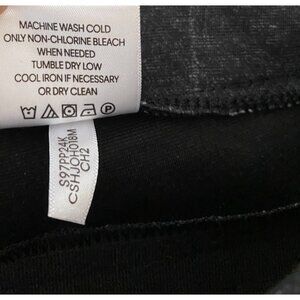 MACHINE WASH COLD
ONLY NON-CHLORINE BLEACH
WHEN NEEDED
TUMBLE DRY LOW
COOL IRON IF NECESSARY
OR DRY CLEAN
S97PP24K
CSHJOH018M
CH2